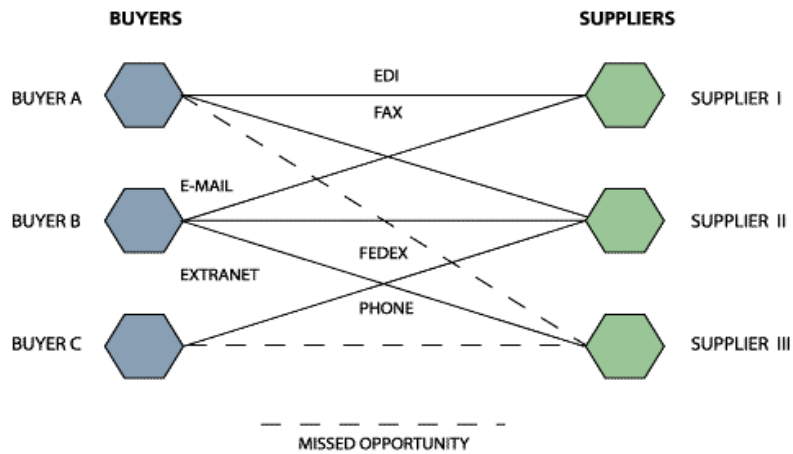 BUYERS
SUPPLIERS
EDI
BUYER A
SUPPLIER I
FAX
E-MAIL
BUYER B
SUPPLIER II
FEDEX
EXTRANET
PHONE
BUYER C
SUPPLIER III
MISSED OPPORTUNITY